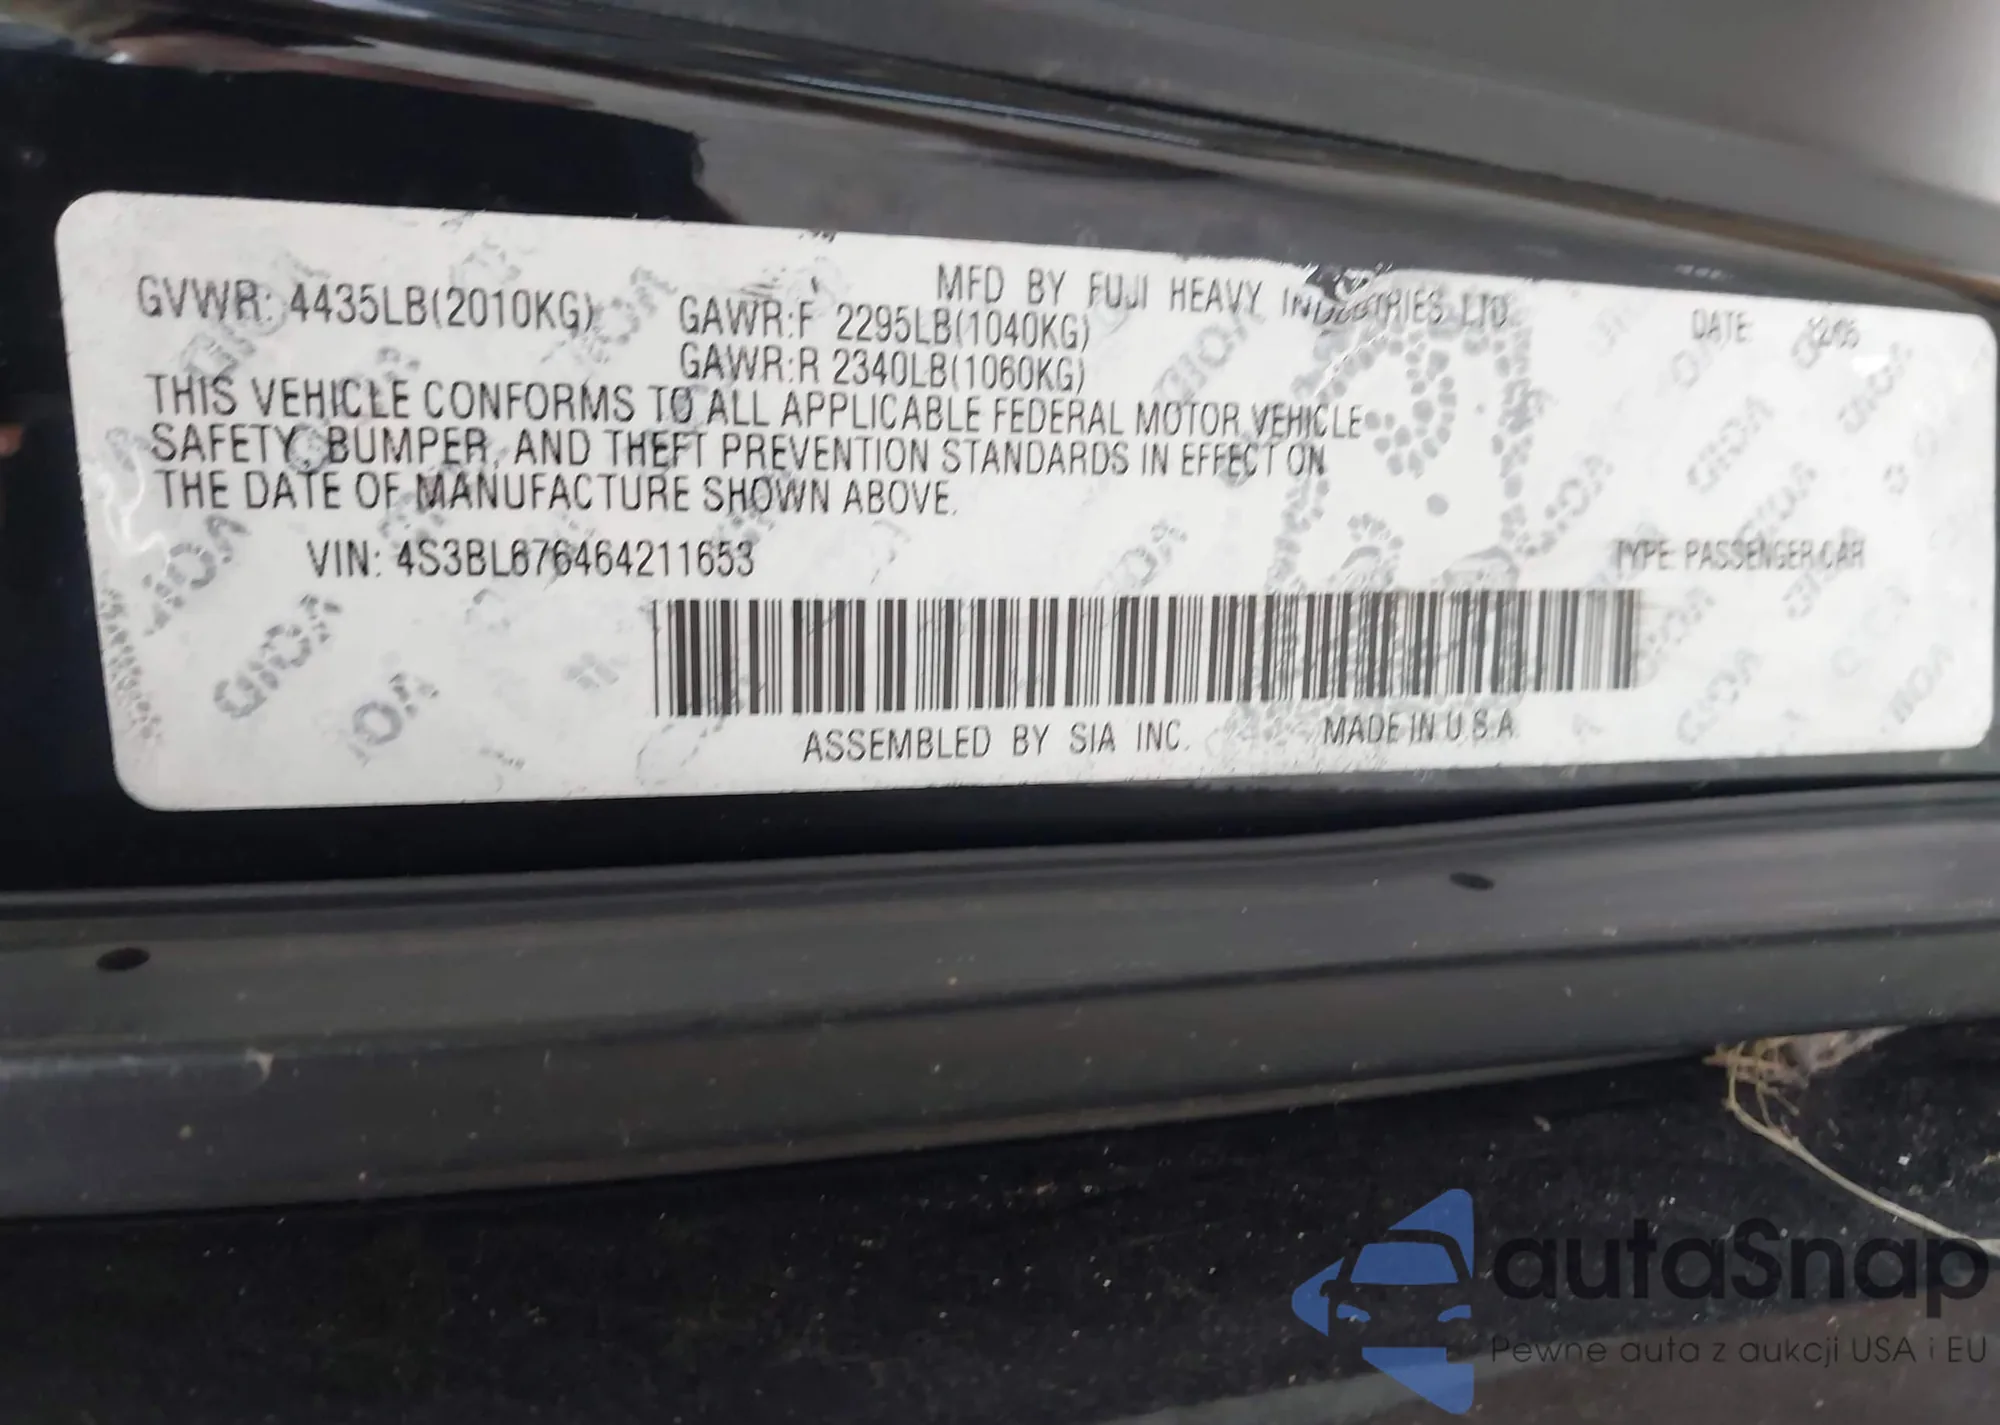 MFD BY FUJI HEAVY INDUSTRIES LTD
GVWR: 4435LB(2010KG) GAWR:F 2295LB(1040KG) DATE: 12/05
GAWR:R 2340LB(1060KG)
THIS VEHICLE CONFORMS TO ALL APPLICABLE FEDERAL MOTOR VEHICLE
SAFETY, BUMPER, AND THEFT PREVENTION STANDARDS IN EFFECT ON
THE DATE OF MANUFACTURE SHOWN ABOVE.
VIN: 4S3BL676464211653 TYPE: PASSENGER CAR
ASSEMBLED BY SIA INC. MADE IN U.S.A.
autaSnap
Pewne auta z aukcji USA i EU